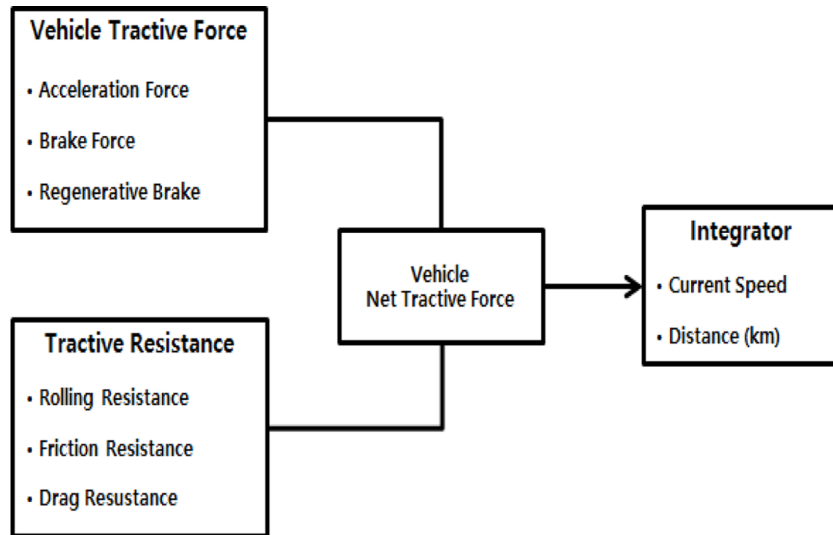 Vehicle Tractive Force
• Acceleration Force
• Brake Force
• Regenerative Brake
Tractive Resistance
• Rolling Resistance
• Friction Resistance
• Drag Resustance
Vehicle
Net Tractive Force
Integrator
• Current Speed
• Distance (km)